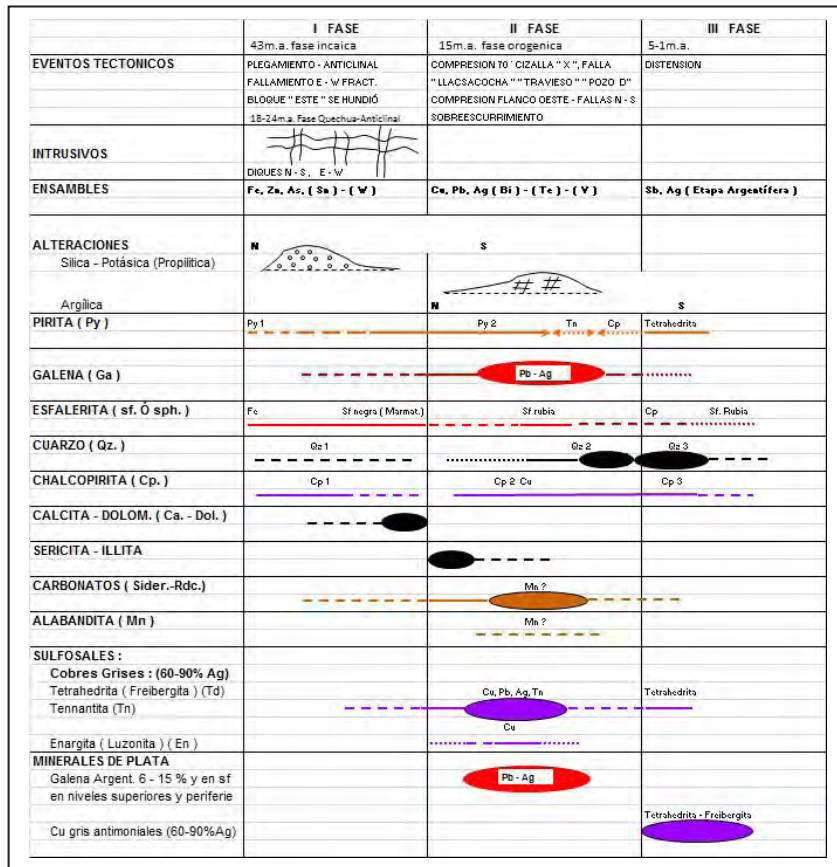 I FASE II FASE III FASE
43m.a. fase incaica 15m.a. fase orogenica 5-1m.a.
EVENTOS TECTONICOS PLEGAMIENTO - ANTICLINAL COMPRESION 70 ' CIZALLA " X ", FALLA DISTENSION
FALLAMIENTO E - W FRACT. " LLACSACOCHA " " TRAVIESO " " POZO D"
BLOQUE " ESTE " SE HUNDIÓ COMPRESION FLANCO OESTE - FALLAS N - S
18-24m.a. Fase Quechua-Anticlinal SOBREESCURRIMIENTO
INTRUSIVOS
DIQUES N - S, E - W
ENSAMBLES Fe, Zn, As, ( Sn ) - ( W ) Cu, Pb, Ag ( Bi ) - ( Te ) - ( V ) Sb, Ag ( Etapa Argentífera )
ALTERACIONES N S
Silica - Potásica (Propilitica)
Argílica N S
PIRITA ( Py ) Py 1 Py 2 Tn Cp Tetrahedrita
GALENA ( Ga ) Pb - Ag
ESFALERITA ( sf. Ó sph. ) Fe Sf negra ( Marmat.) Sf rubia Cp Sf. Rubia
CUARZO ( Qz. ) Qz 1 Qz 2 Qz 3
CHALCOPIRITA ( Cp. ) Cp 1 Cp 2 Cu Cp 3
CALCITA - DOLOM. ( Ca. - Dol. )
SERICITA - ILLITA
CARBONATOS ( Sider.-Rdc. ) Mn ?
ALABANDITA ( Mn ) Mn ?
SULFOSALES :
Cobres Grises : (60-90% Ag)
Tetrahedrita ( Freibergita ) (Td) Cu, Pb, Ag, Tn Tetrahedrita
Tennantita (Tn)
Cu
Enargita ( Luzonita ) ( En )
MINERALES DE PLATA
Galena Argent. 6 - 15 % y en sf Pb - Ag
en niveles superiores y periferie
Tetrahedrita - Freibergita
Cu gris antimoniales (60-90%Ag)